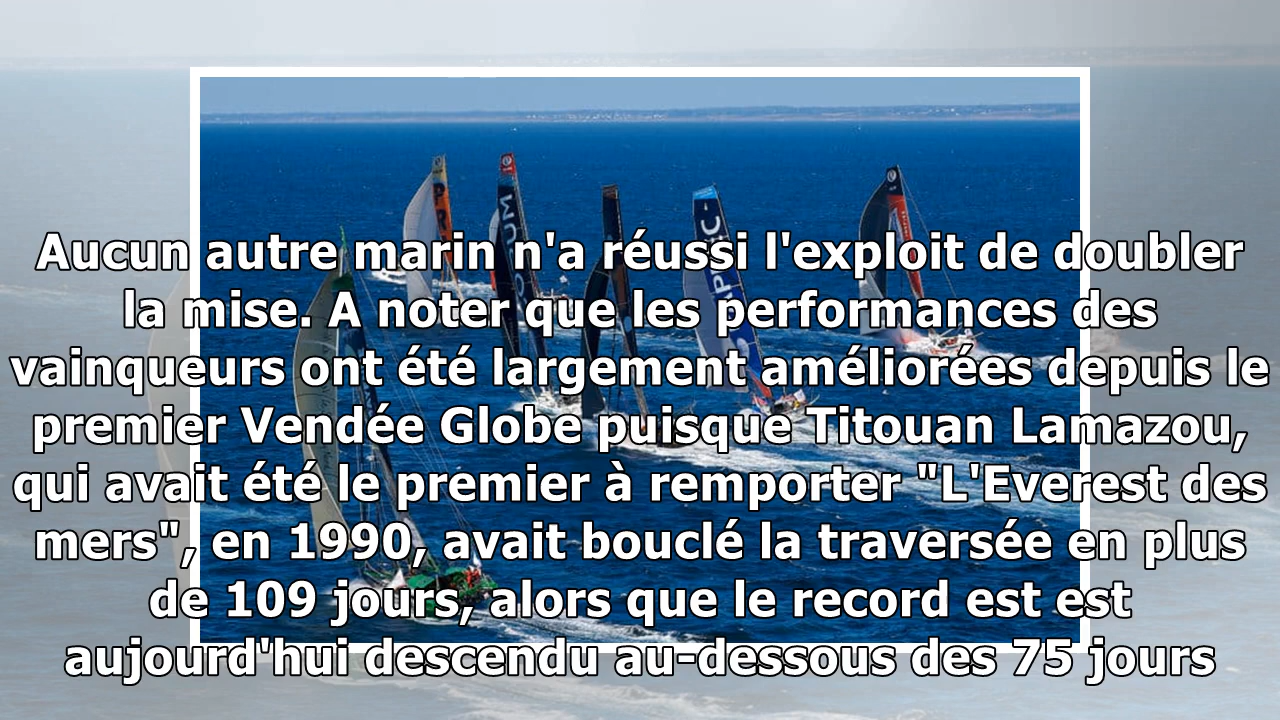 Aucun autre marin n'a réussi l'exploit de doubler
la mise. A noter que les performances des
vainqueurs ont été largement améliorées depuis le
premier Vendée Globe puisque Titouan Lamazou,
qui avait été le premier à remporter "L'Everest des
mers", en 1990, avait bouclé la traversée en plus
de 109 jours, alors que le record est est
aujourd'hui descendu au-dessous des 75 jours